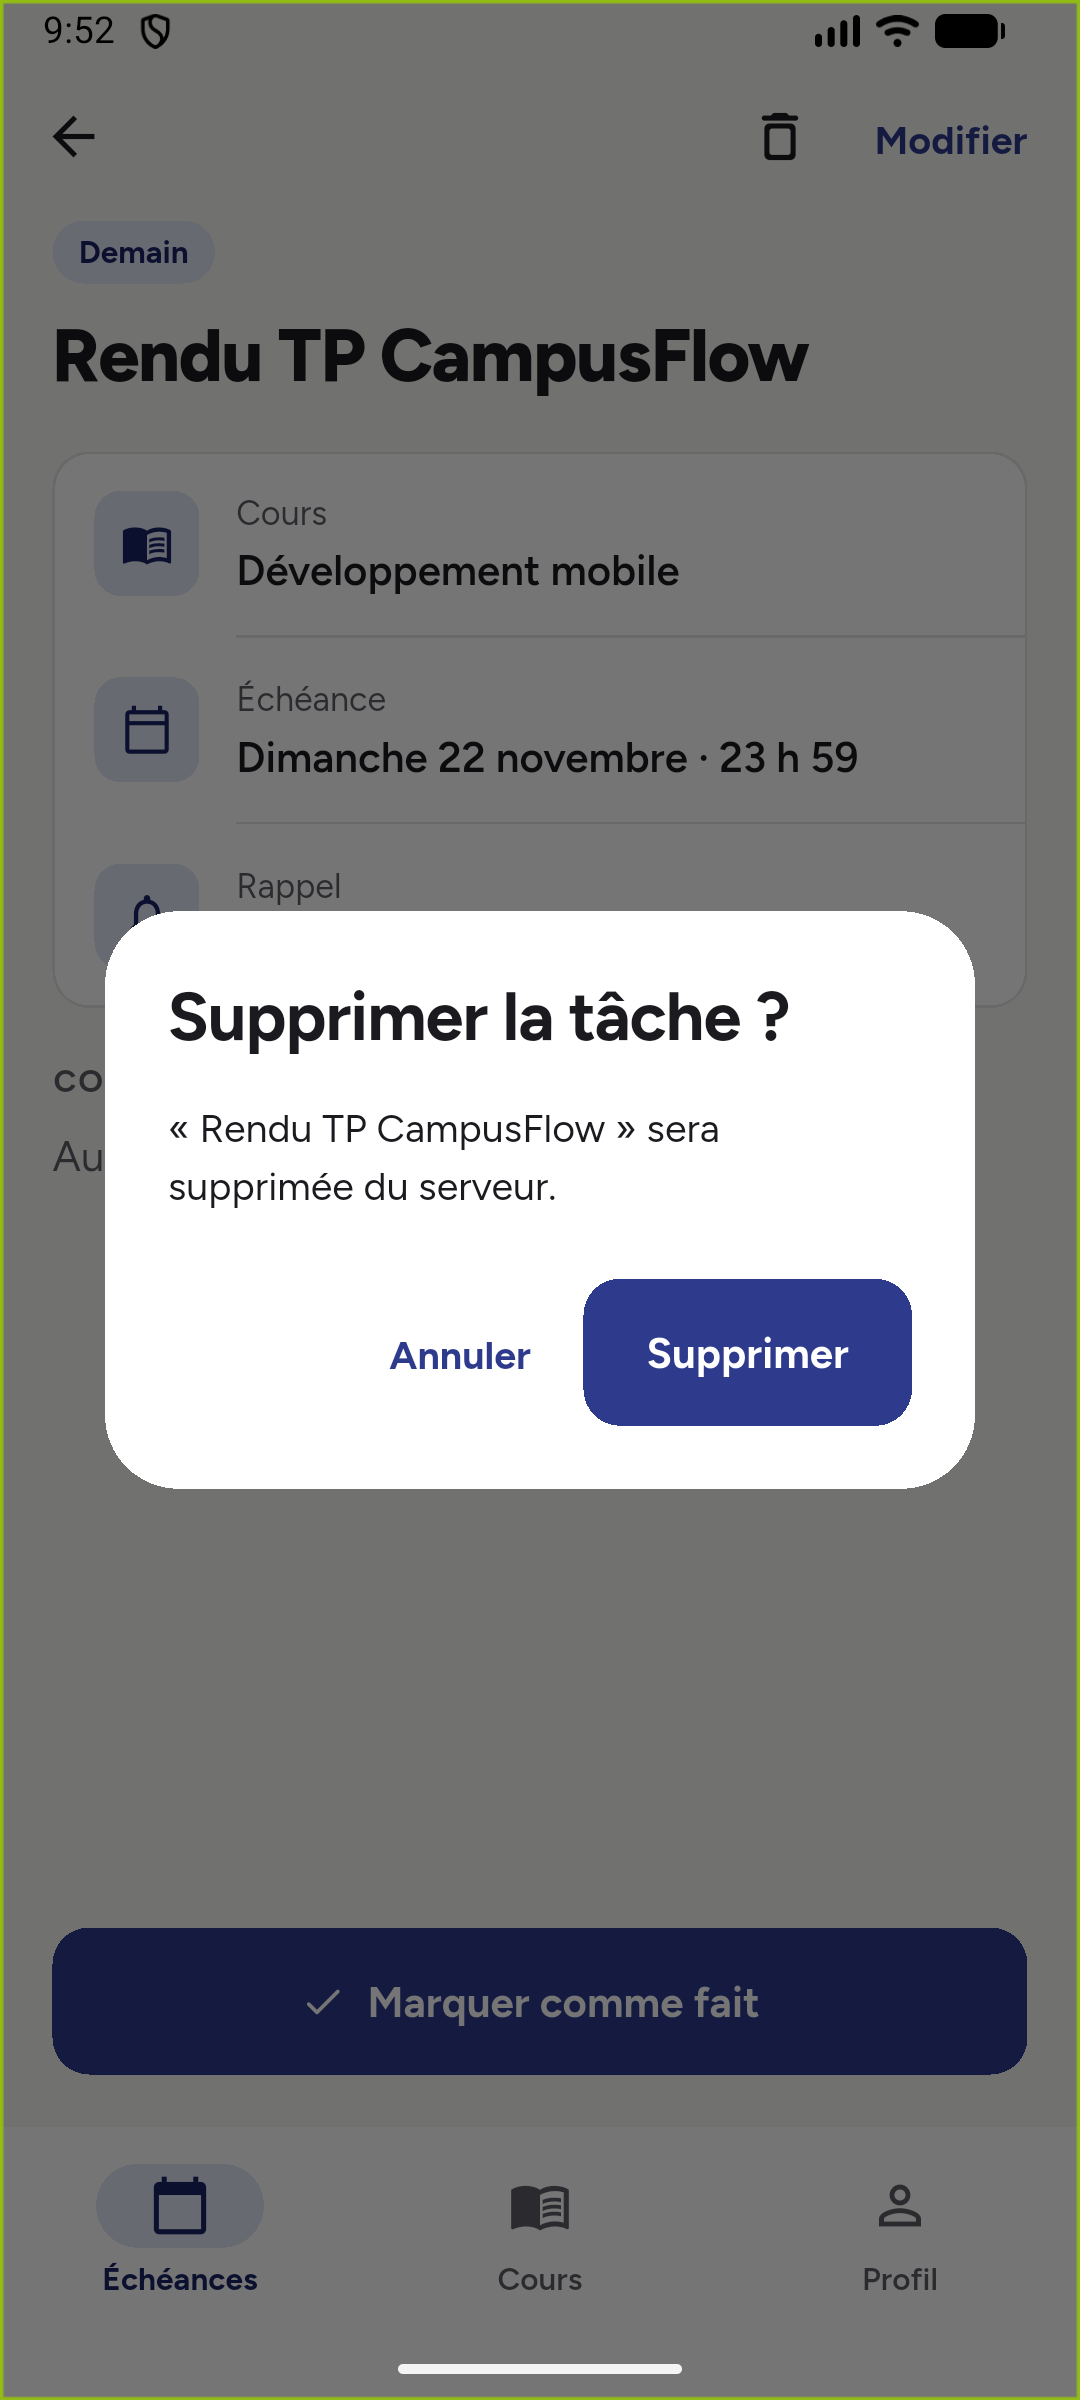 9:52
Modifier
Demain
Rendu TP CampusFlow
Cours
Développement mobile
Échéance
Dimanche 22 novembre · 23 h 59
Rappel
Supprimer la tâche ?
« Rendu TP CampusFlow » sera
supprimée du serveur.
Annuler
Supprimer
Marquer comme fait
Échéances
Cours
Profil